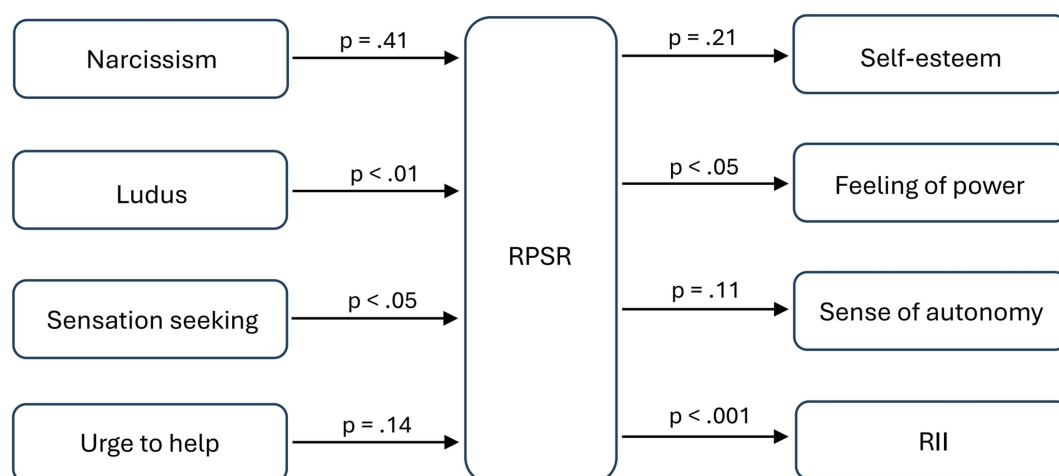 Narcissism
p = .41
p = .21
Self-esteem
Ludus
p < .01
p < .05
Feeling of power
RPSR
Sensation seeking
p < .05
p = .11
Sense of autonomy
Urge to help
p = .14
p < .001
RII